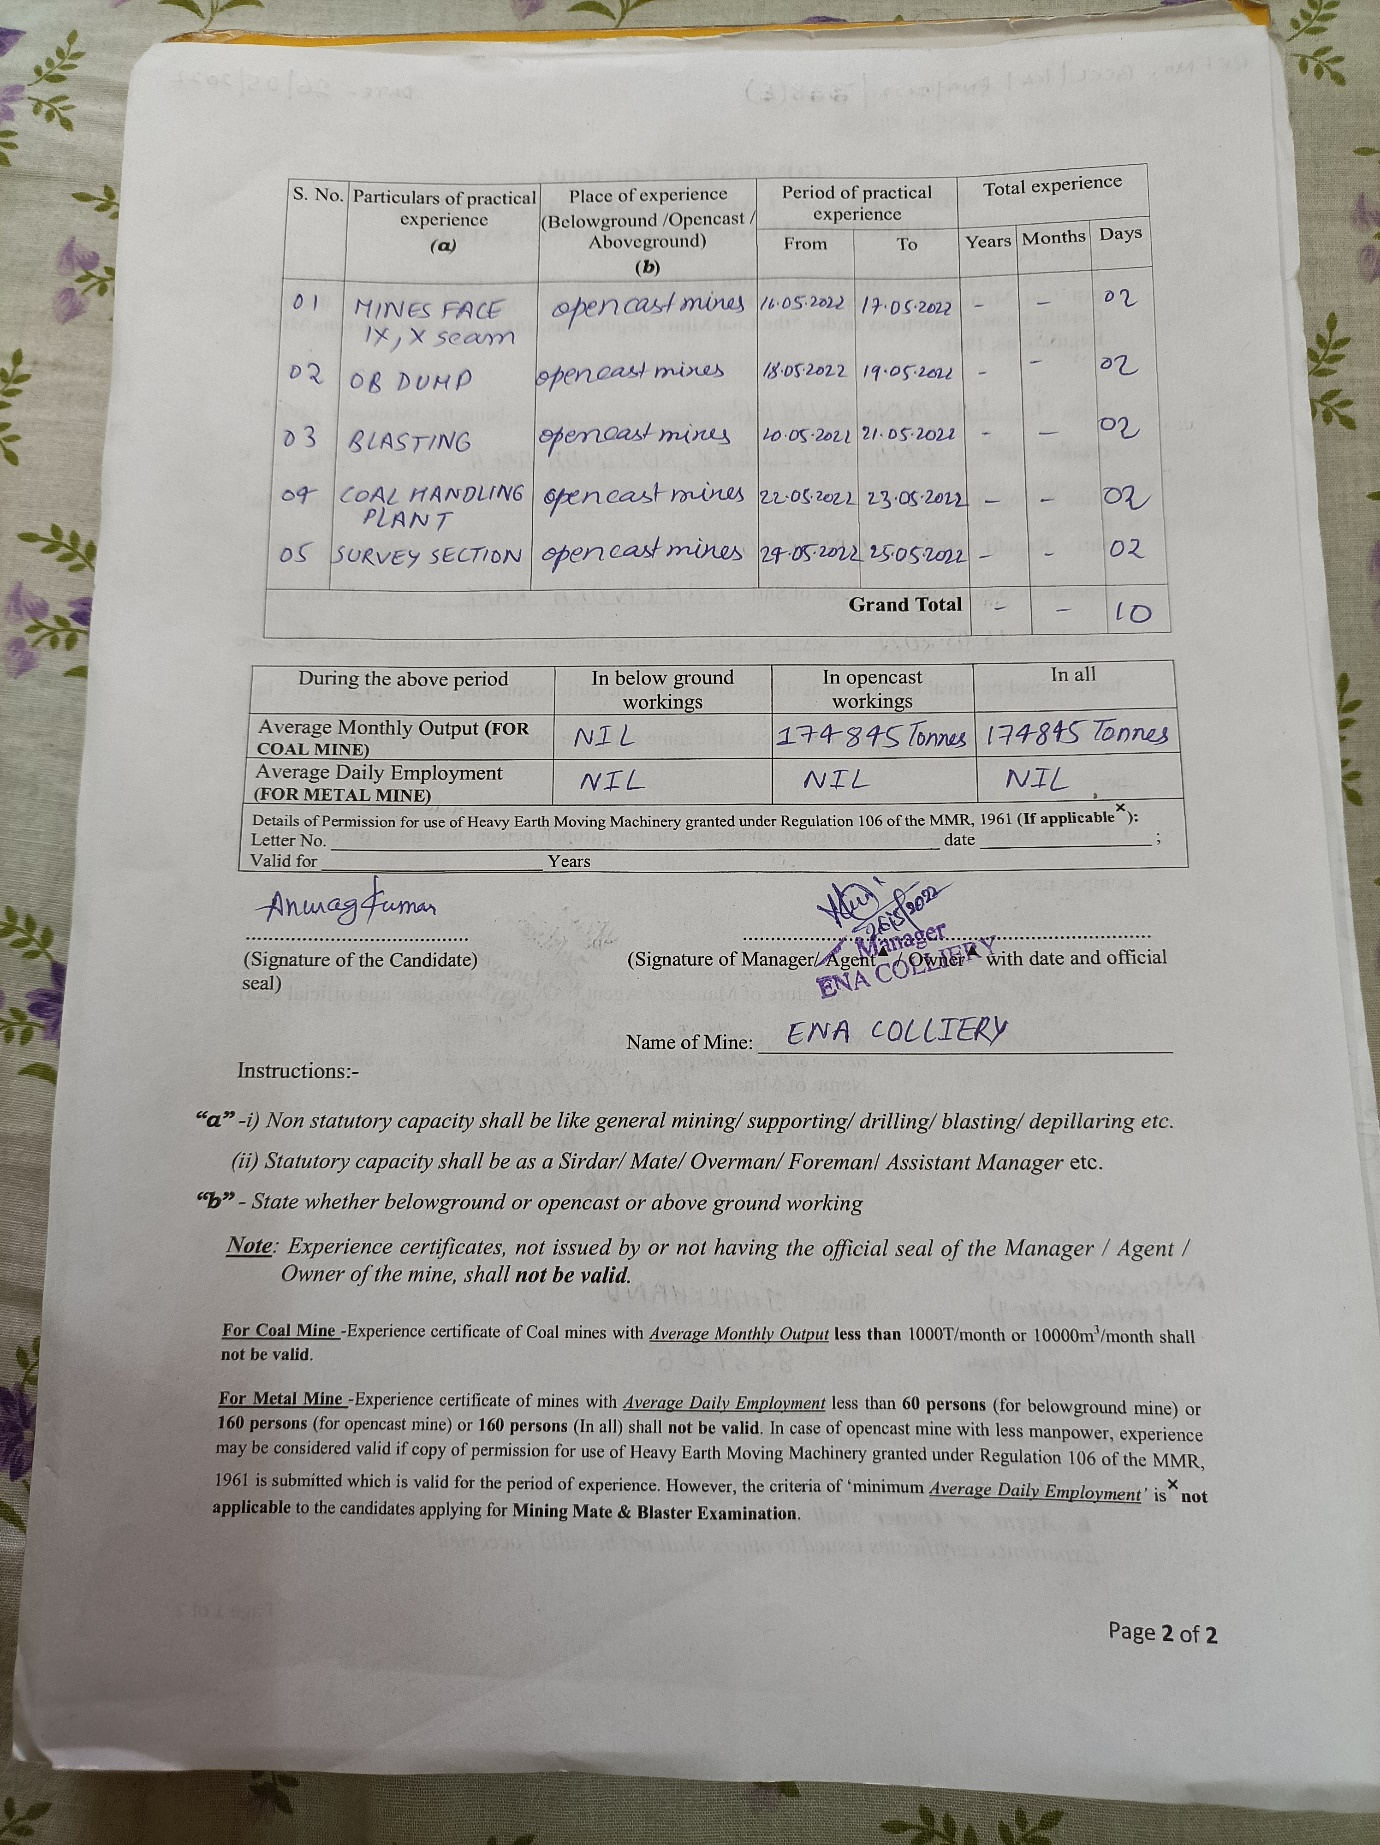 S. No. Particulars of practical experience (a) Place of experience (Belowground /Opencast / Aboveground) (b) Period of practical experience Total experience
From To Years Months Days
01 MINES FACE IX, X seam opencast mines 16.05.2022 17.05.2022 - - 02
02 OB DUMP opencast mines 18.05.2022 19.05.2022 - - 02
03 BLASTING opencast mines 20.05.2022 21.05.2022 - - 02
04 COAL HANDLING PLANT opencast mines 22.05.2022 23.05.2022 - - 02
05 SURVEY SECTION opencast mines 24.05.2022 25.05.2022 - - 02
Grand Total - - 10
During the above period In below ground workings In opencast workings In all
Average Monthly Output (FOR COAL MINE) NIL 174845 Tonnes 174845 Tonnes
Average Daily Employment (FOR METAL MINE) NIL NIL NIL
Details of Permission for use of Heavy Earth Moving Machinery granted under Regulation 106 of the MMR, 1961 (If applicable ×):
Letter No. date ;
Valid for Years
Anurag Kumar
26/5/2022
Manager
ENA COLLIERY
(Signature of the Candidate) (Signature of Manager/ Agent / Owner with date and official
seal)
Name of Mine: ENA COLLIERY
Instructions:-
"a" -i) Non statutory capacity shall be like general mining/ supporting/ drilling/ blasting/ depillaring etc.
(ii) Statutory capacity shall be as a Sirdar/ Mate/ Overman/ Foreman/ Assistant Manager etc.
"b" - State whether belowground or opencast or above ground working
Note: Experience certificates, not issued by or not having the official seal of the Manager / Agent /
Owner of the mine, shall not be valid.
For Coal Mine -Experience certificate of Coal mines with Average Monthly Output less than 1000T/month or 10000m³/month shall
not be valid.
For Metal Mine -Experience certificate of mines with Average Daily Employment less than 60 persons (for belowground mine) or
160 persons (for opencast mine) or 160 persons (In all) shall not be valid. In case of opencast mine with less manpower, experience
may be considered valid if copy of permission for use of Heavy Earth Moving Machinery granted under Regulation 106 of the MMR,
1961 is submitted which is valid for the period of experience. However, the criteria of 'minimum Average Daily Employment' is × not
applicable to the candidates applying for Mining Mate & Blaster Examination.
Page 2 of 2